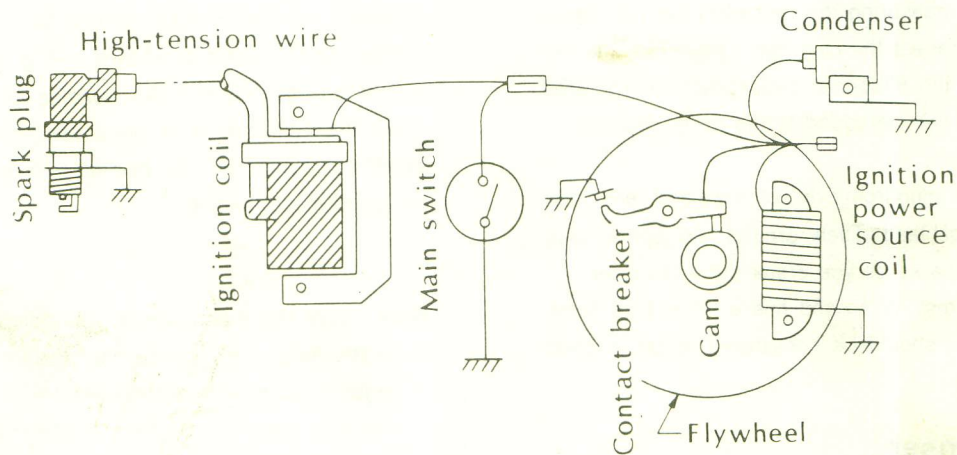 High-tension wire
Condenser
Spark plug
Ignition coil
Main switch
Contact breaker
Cam
Ignition
power
source
coil
Flywheel